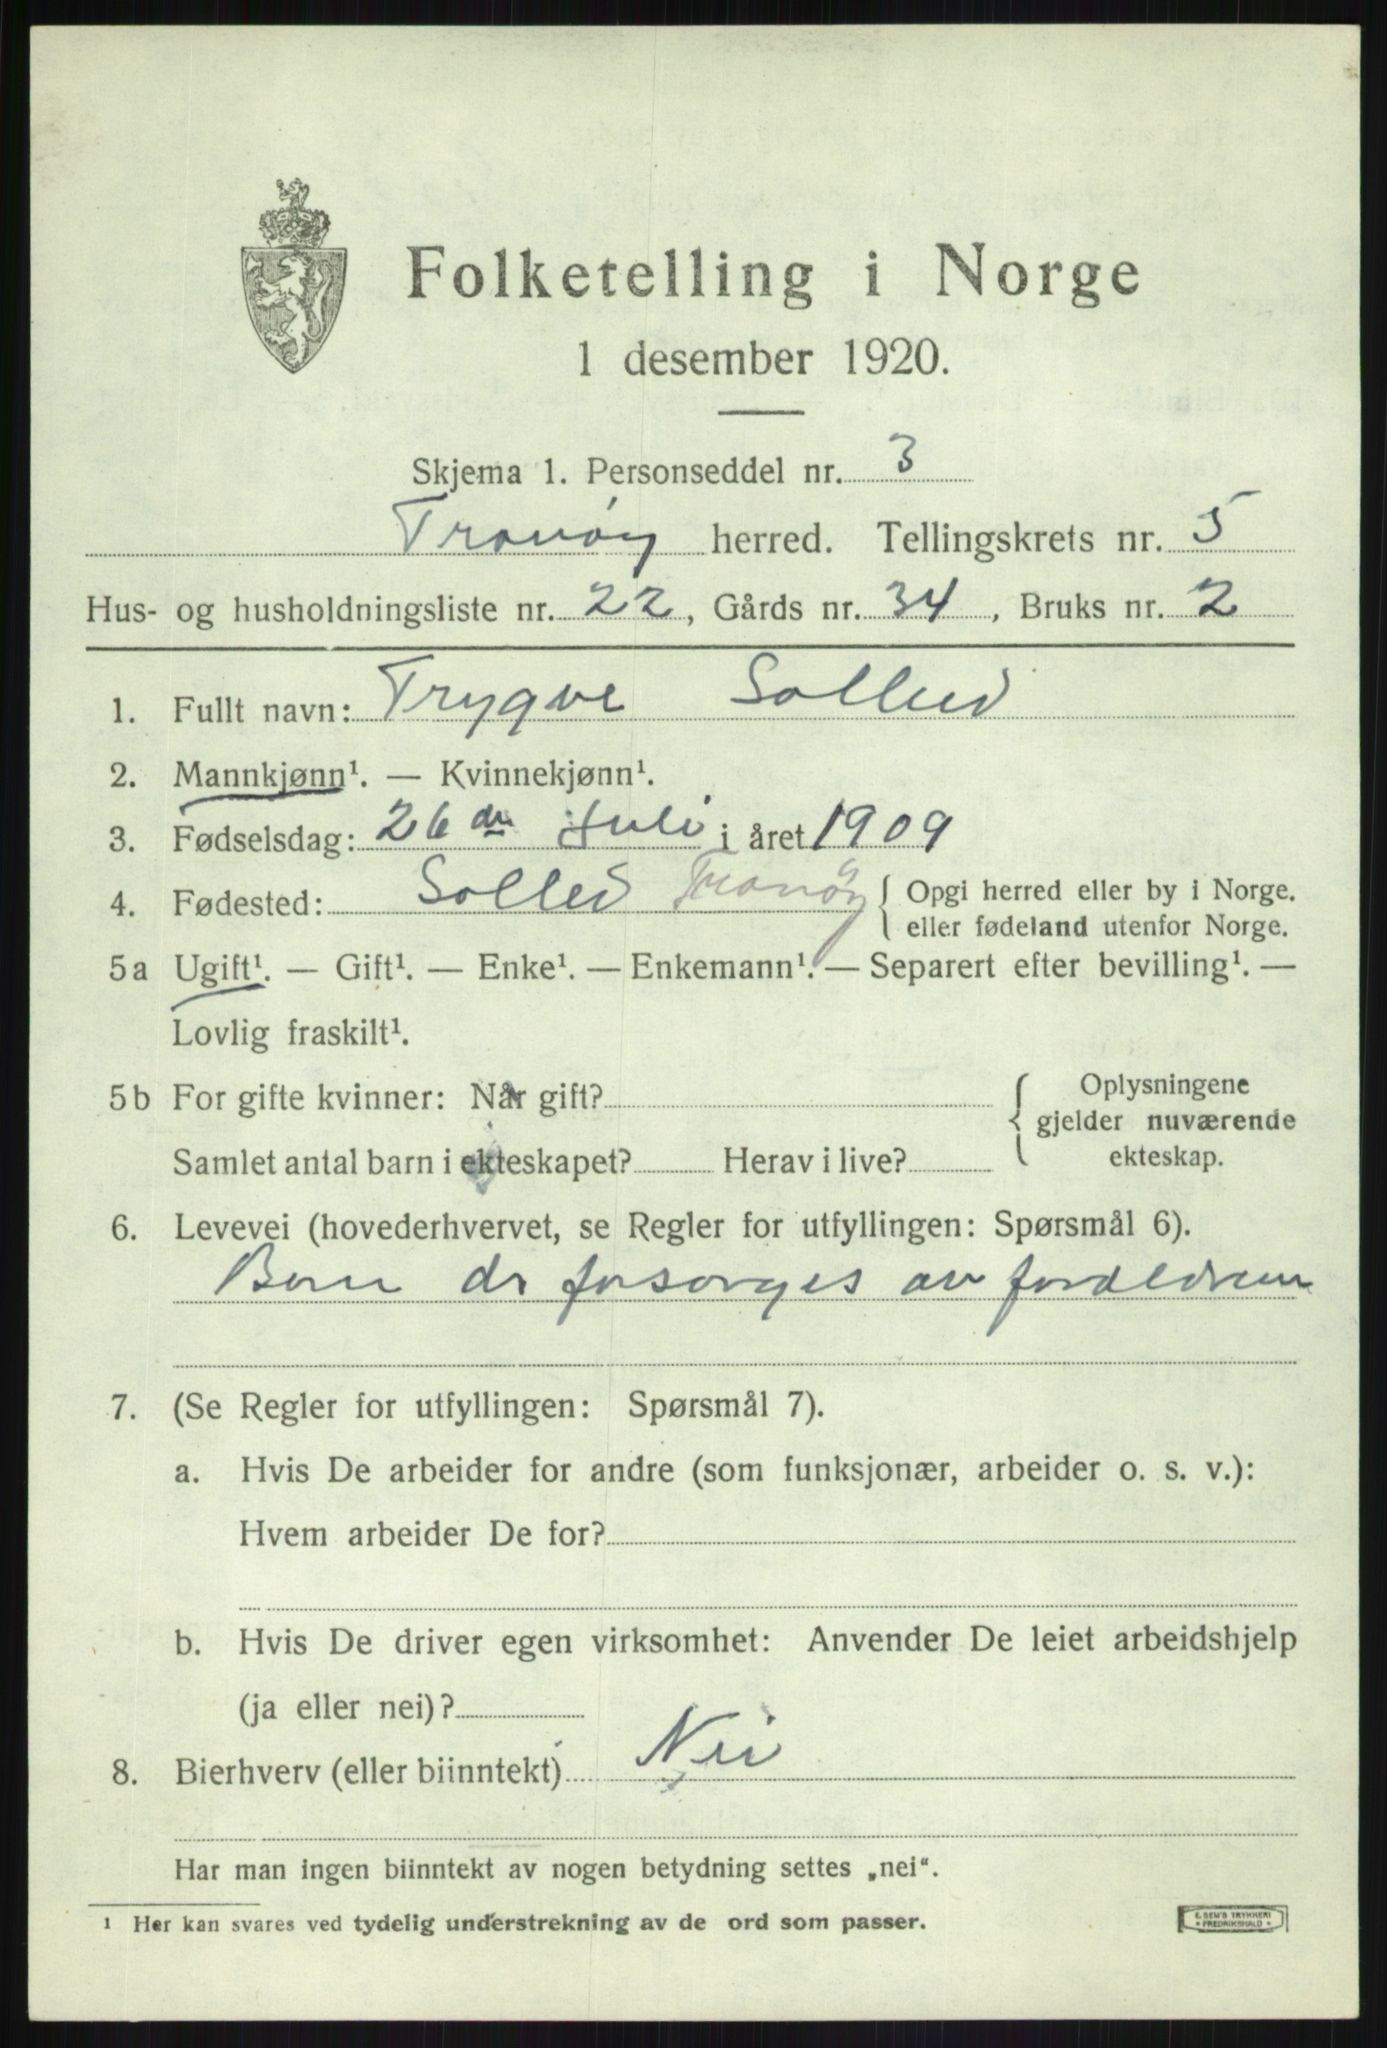 Folketelling i Norge
1 desember 1920.
Skjema 1. Personseddel nr. 3
Tranøy herred. Tellingskrets nr. 5
Hus- og husholdningsliste nr. 22, Gårds nr. 34, Bruks nr. 2
1. Fullt navn: Trygve Sollied
2. Mannkjønn¹. — Kvinnekjønn¹.
3. Fødselsdag: 26de Juli i året 1909
4. Fødested: Sollied Tranøy { Opgi herred eller by i Norge.
eller fødeland utenfor Norge.
5a Ugift¹. — Gift¹. — Enke¹. — Enkemann¹. — Separert efter bevilling¹. —
Lovlig fraskilt¹.
5b For gifte kvinner: Når gift? { Oplysningene
gjelder nuværende
Samlet antal barn i ekteskapet? Herav i live? ekteskap.
6. Levevei (hovederhvervet, se Regler for utfyllingen: Spørsmål 6).
Barn der forsørges av foreldrene
7. (Se Regler for utfyllingen: Spørsmål 7).
a. Hvis De arbeider for andre (som funksjonær, arbeider o. s. v.):
Hvem arbeider De for?
b. Hvis De driver egen virksomhet: Anvender De leiet arbeidshjelp
(ja eller nei)?
8. Bierhverv (eller biinntekt) Nei
Har man ingen biinntekt av nogen betydning settes „nei“.
¹ Her kan svares ved tydelig understrekning av de ord som passer.
E. SEM'S TRYKKERI
FREDRIKSHALD